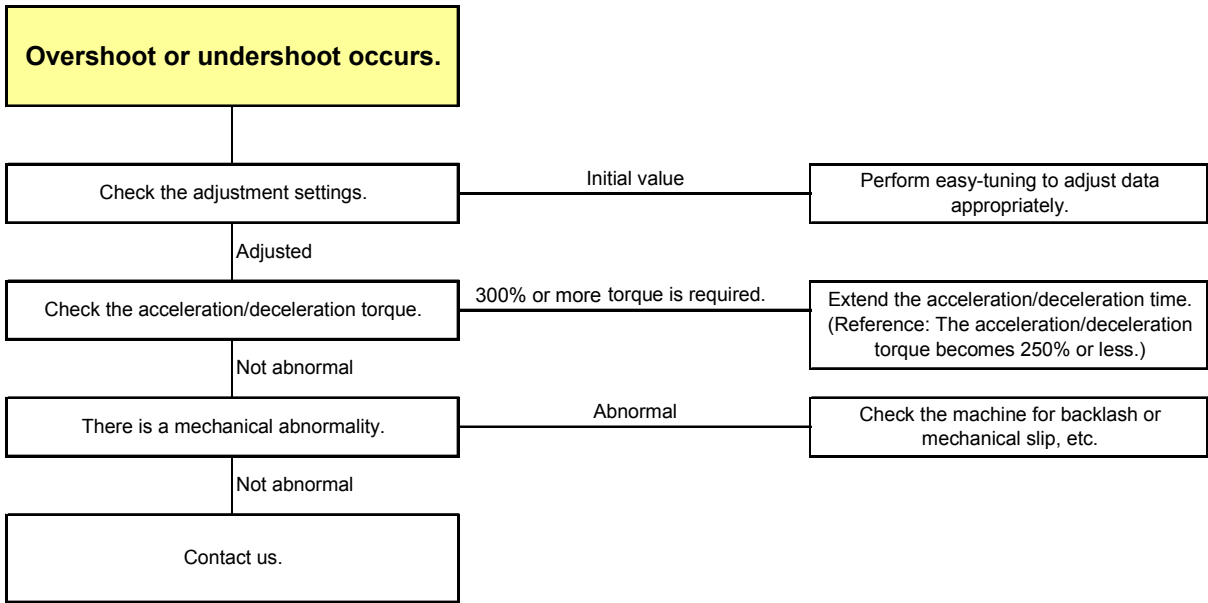 Overshoot or undershoot occurs.
Check the adjustment settings.
Initial value
Perform easy-tuning to adjust data
appropriately.
Adjusted
Check the acceleration/deceleration torque.
300% or more torque is required.
Extend the acceleration/deceleration time.
(Reference: The acceleration/deceleration
torque becomes 250% or less.)
Not abnormal
There is a mechanical abnormality.
Abnormal
Check the machine for backlash or
mechanical slip, etc.
Not abnormal
Contact us.